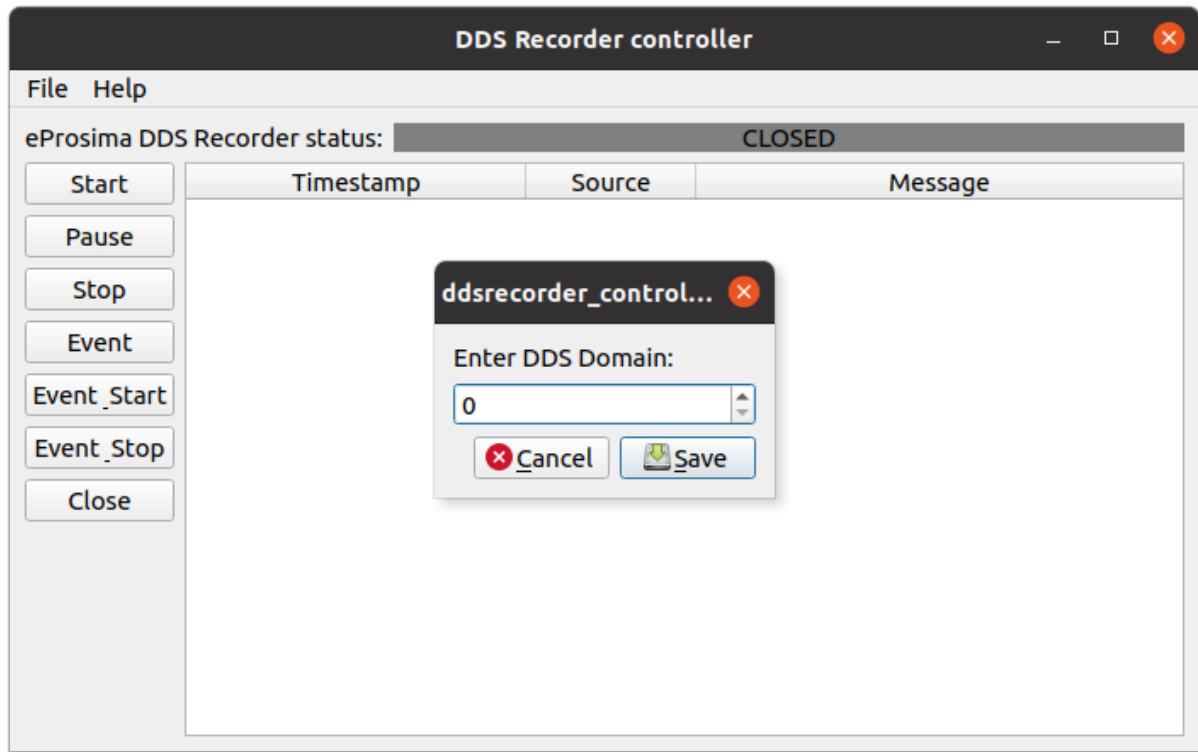 DDS Recorder controller
File Help
eProsima DDS Recorder status: CLOSED
Start
Timestamp Source Message
Pause
Stop
Event
Event_Start
Event_Stop
Close
ddsrecorder_control...
Enter DDS Domain:
0
Cancel Save